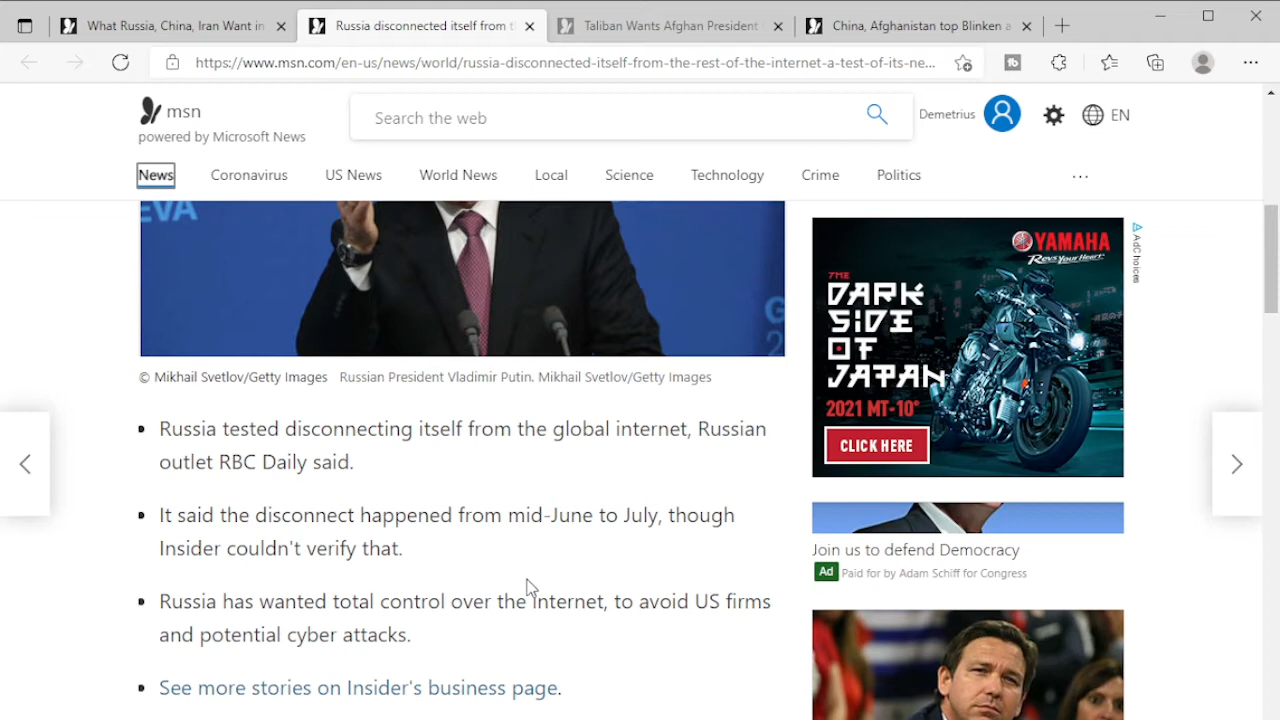 What Russia, China, Iran Want in
Russia disconnected itself from t
Taliban Wants Afghan President
China, Afghanistan top Blinken a
https://www.msn.com/en-us/news/world/russia-disconnected-itself-from-the-rest-of-the-internet-a-test-of-its-ne...
msn
powered by Microsoft News
Search the web
Demetrius
EN
News
Coronavirus
US News
World News
Local
Science
Technology
Crime
Politics
...
EVA
G
2
© Mikhail Svetlov/Getty Images Russian President Vladimir Putin. Mikhail Svetlov/Getty Images
• Russia tested disconnecting itself from the global internet, Russian
outlet RBC Daily said.
• It said the disconnect happened from mid-June to July, though
Insider couldn't verify that.
• Russia has wanted total control over the internet, to avoid US firms
and potential cyber attacks.
• See more stories on Insider's business page.
YAMAHA
Revs Your Heart
THE
DARK
SIDE
OF
JAPAN
2021 MT-10®
CLICK HERE
AdChoices
Join us to defend Democracy
Ad Paid for by Adam Schiff for Congress